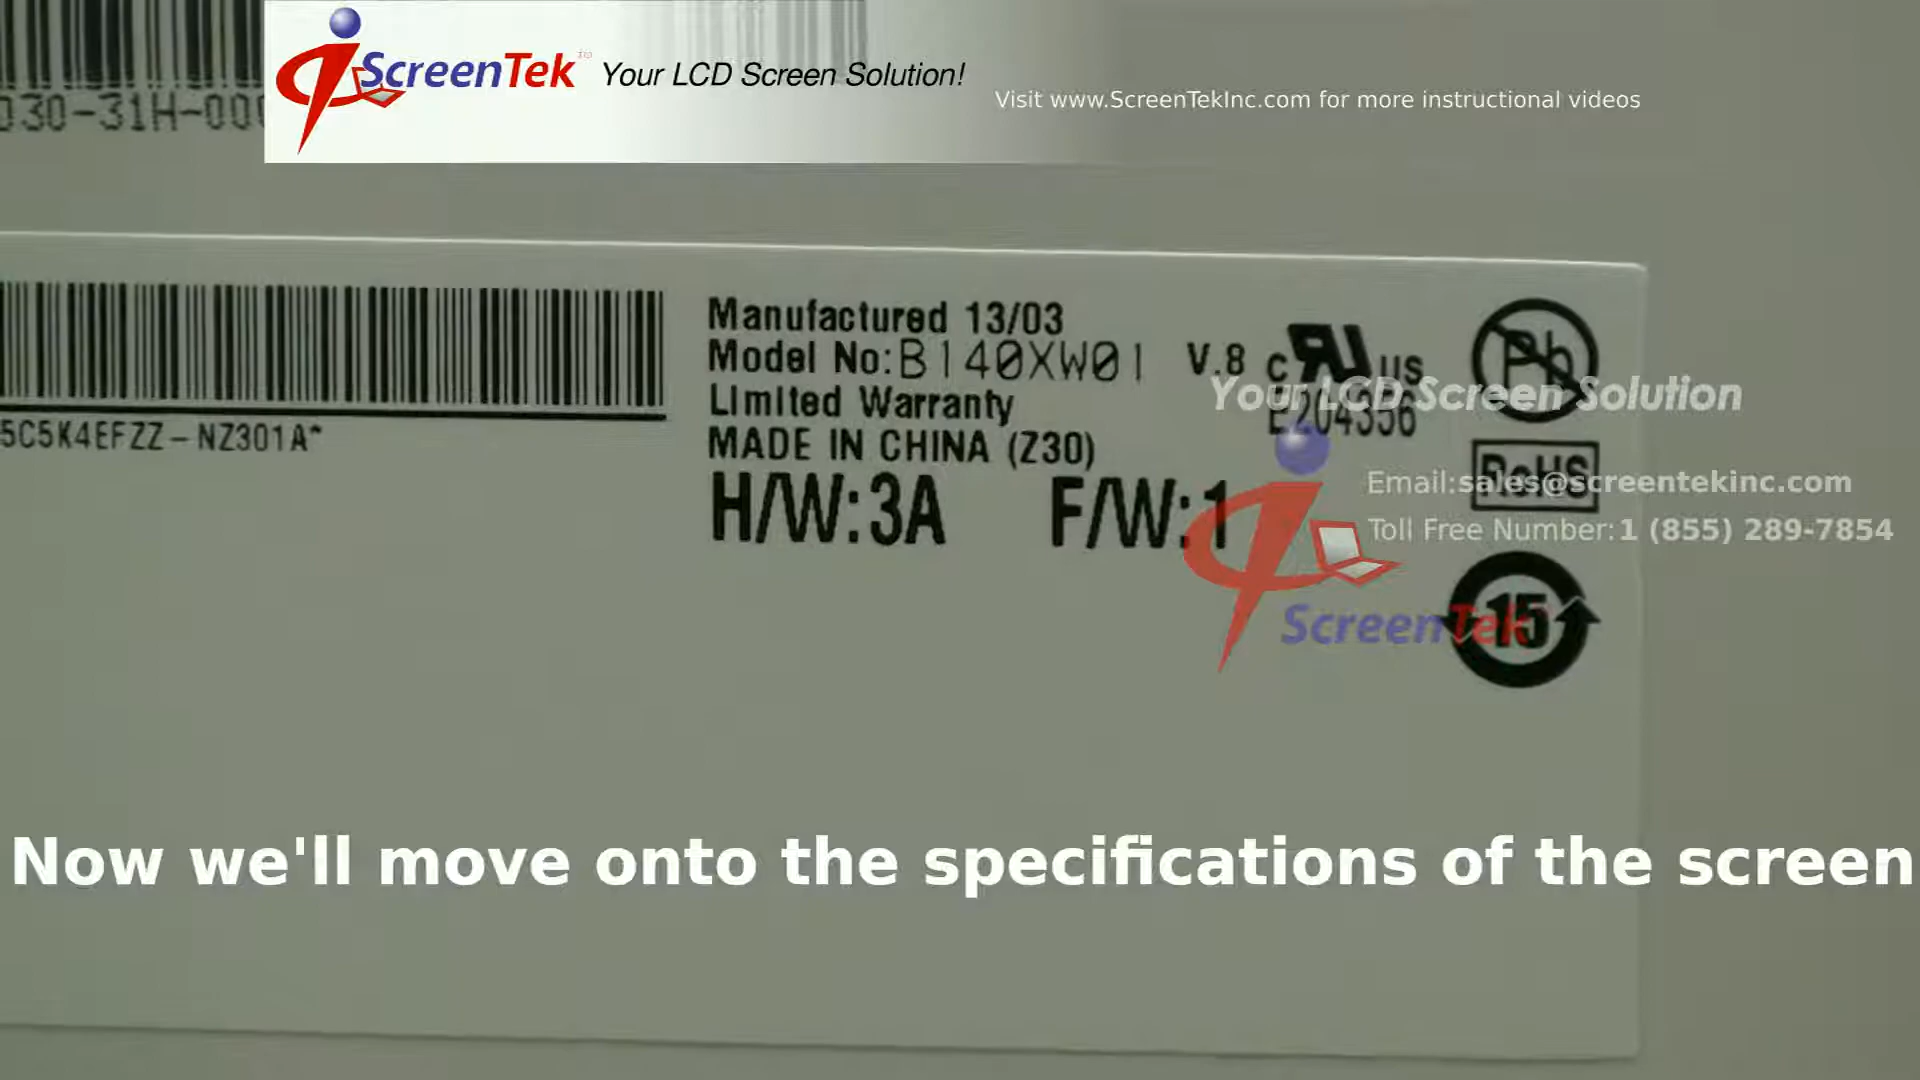 ScreenTek™ Your LCD Screen Solution!
Visit www.ScreenTekInc.com for more instructional videos
030-31H-00
Manufactured 13/03
Model No: B140XW01 V.8
c RU US
E204356
Limited Warranty
MADE IN CHINA (Z30)
H/W:3A F/W:1
5C5K4EFZZ-NZ301A*
Pb
RoHS
15
Your LCD Screen Solution
Email:sales@screentekinc.com
Toll Free Number:1 (855) 289-7854
ScreenTek
Now we'll move onto the specifications of the screen